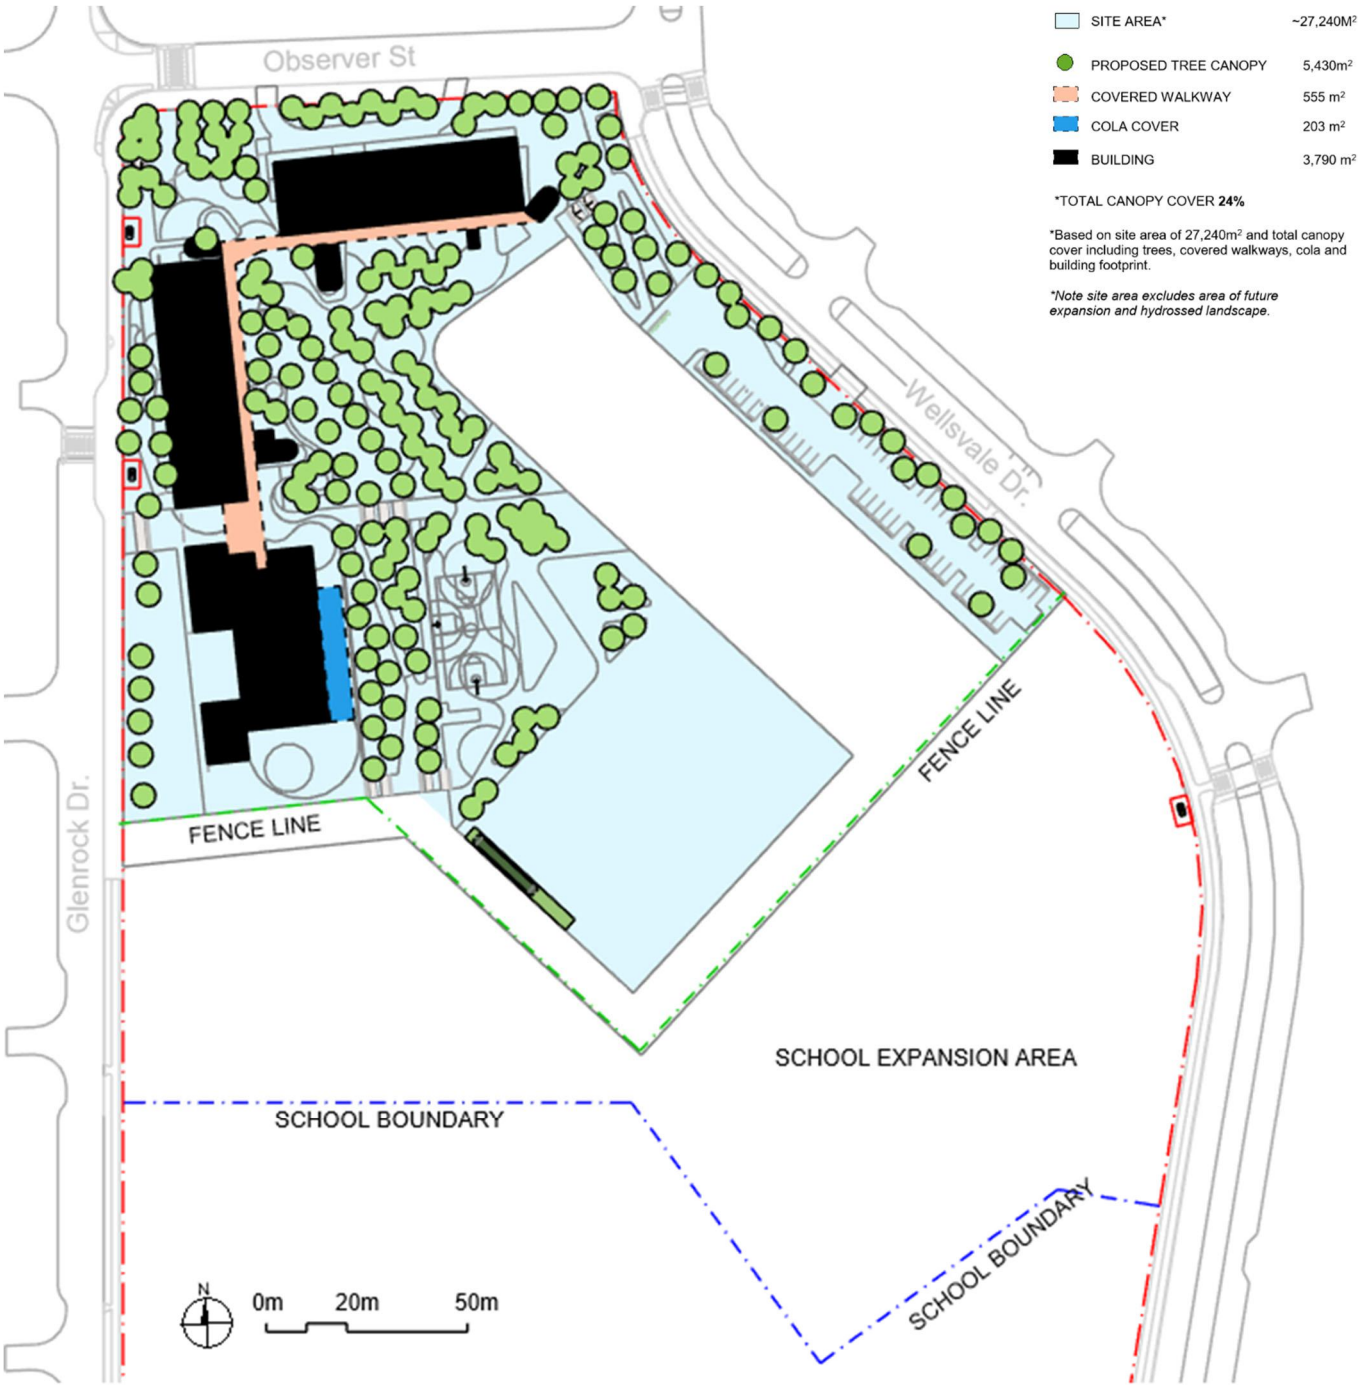 SITE AREA* ~27,240M²
PROPOSED TREE CANOPY 5,430m²
COVERED WALKWAY 555 m²
COLA COVER 203 m²
BUILDING 3,790 m²
*TOTAL CANOPY COVER 24%
*Based on site area of 27,240m² and total canopy
cover including trees, covered walkways, cola and
building footprint.
*Note site area excludes area of future
expansion and hydrossed landscape.
Observer St
Wellsvale Dr.
Glenrock Dr.
FENCE LINE
FENCE LINE
SCHOOL EXPANSION AREA
SCHOOL BOUNDARY
SCHOOL BOUNDARY
N
0m 20m 50m